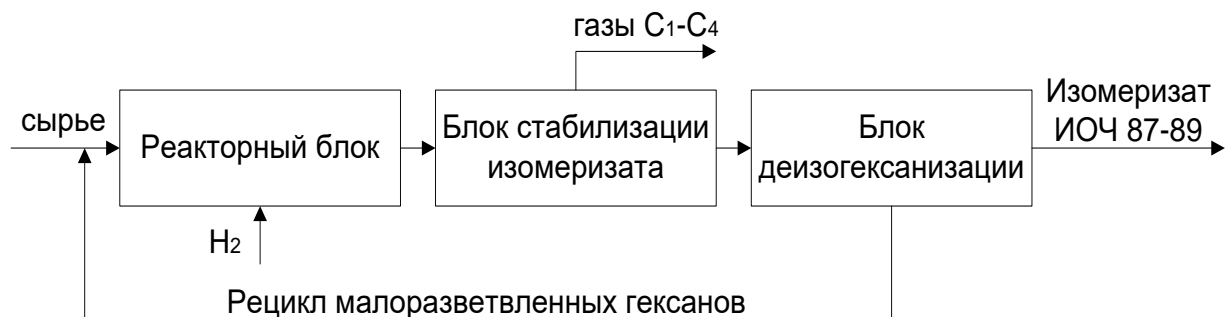 газы C1-C4
сырье
Реакторный блок
Блок стабилизации
изомеризата
Блок
деизогексанизации
Изомеризат
ИОЧ 87-89
H2
Рецикл малоразветвленных гексанов